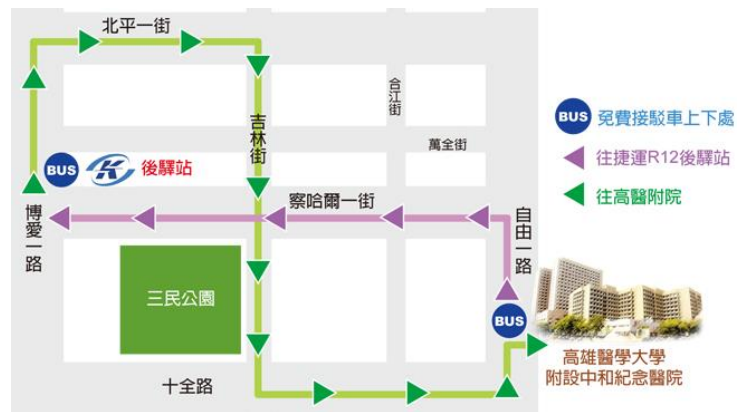 北平一街
合江街
吉林街
萬全街
BUS
K
後驛站
博愛一路
察哈爾一街
自由一路
三民公園
十全路
BUS
高雄醫學大學
附設中和紀念醫院
BUS 免費接駁車上下處
往捷運R12後驛站
往高醫附院